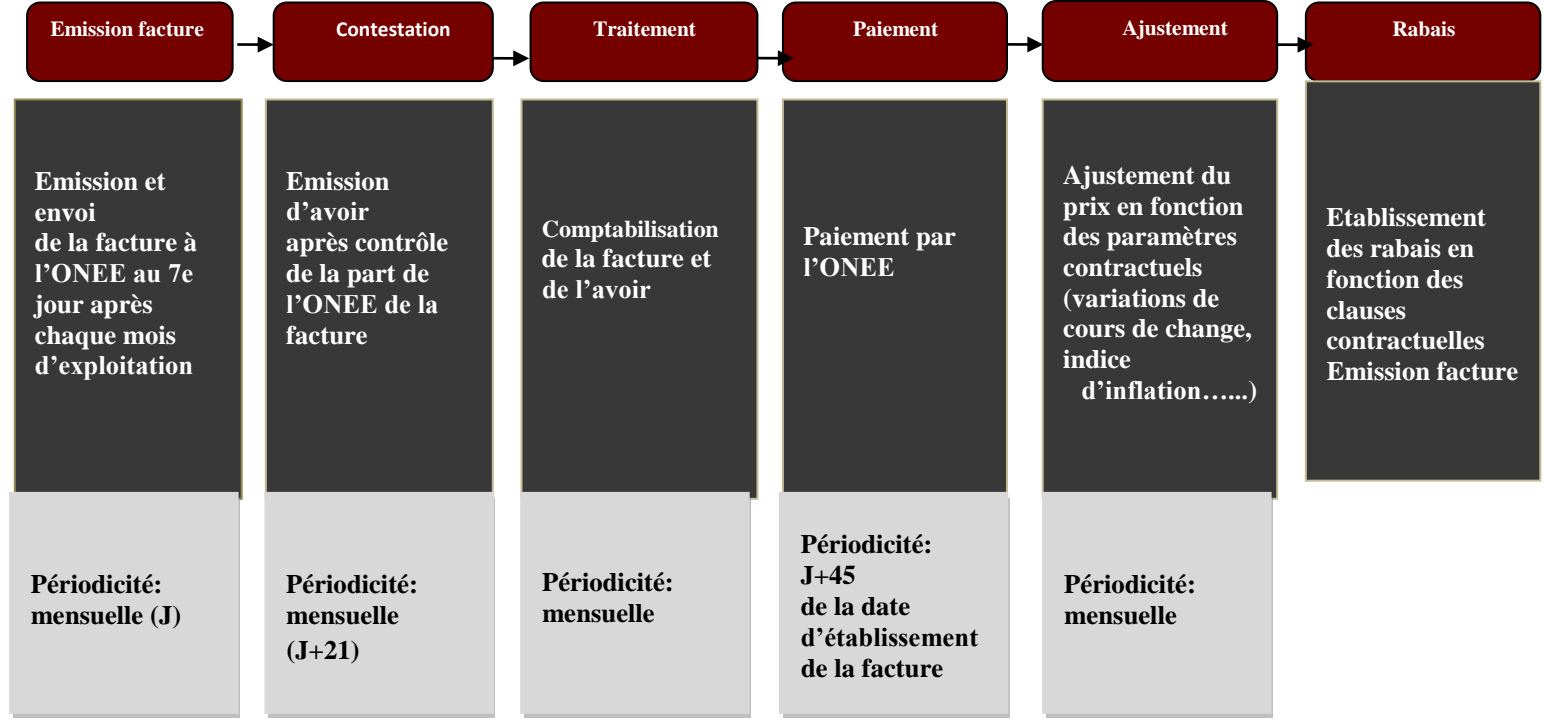 Emission facture
Contestation
Traitement
Paiement
Ajustement
Rabais
Emission et
envoi
de la facture à
l’ONEE au 7e
jour après
chaque mois
d’exploitation
Emission
d’avoir
après contrôle
de la part de
l’ONEE de la
facture
Comptabilisation
de la facture et
de l’avoir
Paiement par
l’ONEE
Ajustement du
prix en fonction
des paramètres
contractuels
(variations de
cours de change,
indice
d’inflation…...)
Etablissement
des rabais en
fonction des
clauses
contractuelles
Emission facture
Périodicité:
mensuelle (J)
Périodicité:
mensuelle
(J+21)
Périodicité:
mensuelle
Périodicité:
J+45
de la date
d’établissement
de la facture
Périodicité:
mensuelle